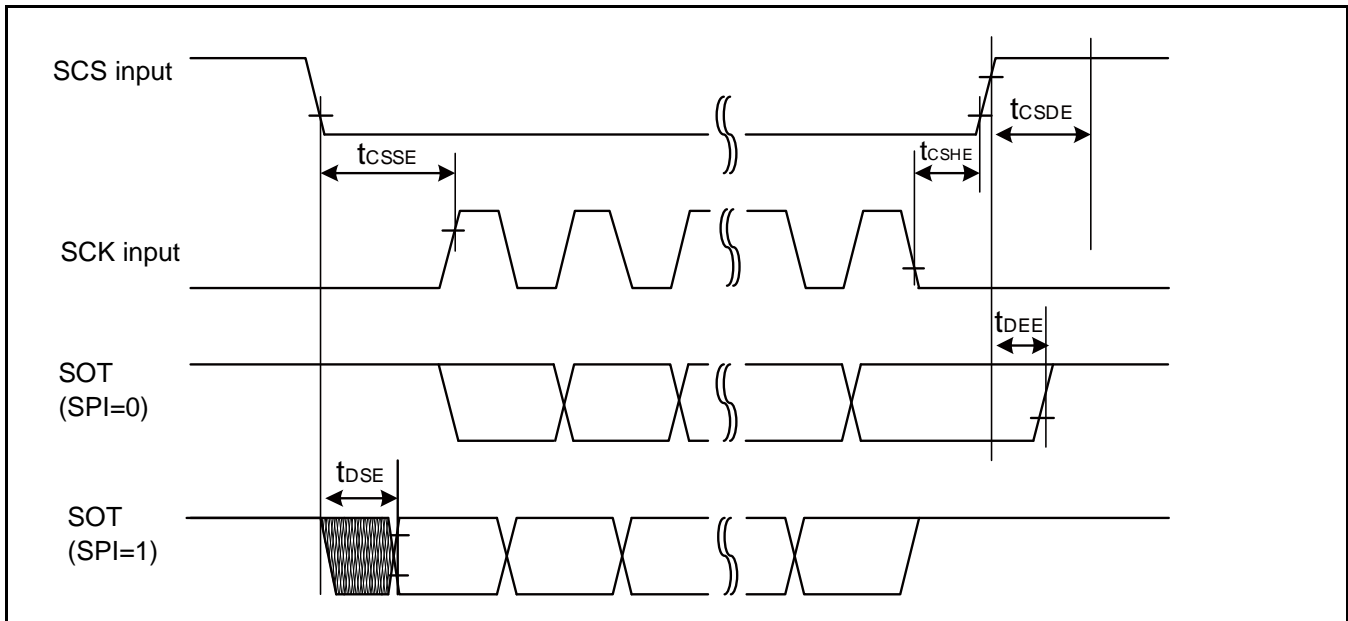 SCS input
tCSDE
tCSSE
tCSHE
SCK input
tDEE
SOT
(SPI=0)
tDSE
SOT
(SPI=1)